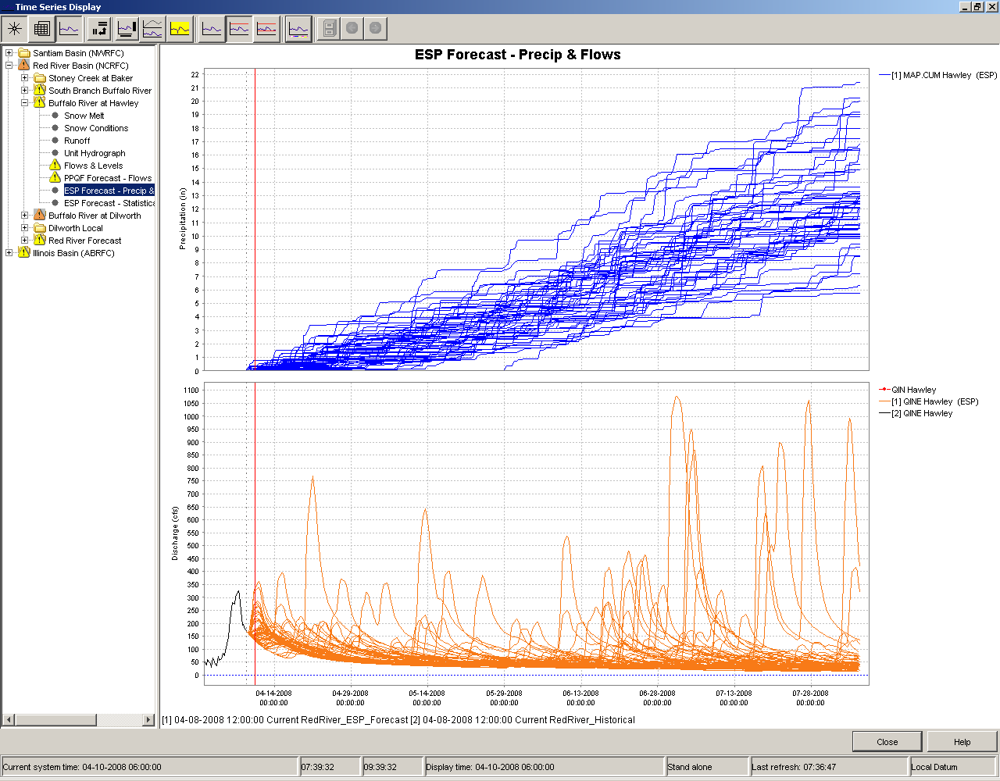 Time Series Display
Santiam Basin (NWRFC)
Red River Basin (NCRFC)
Stoney Creek at Baker
South Branch Buffalo River
Buffalo River at Hawley
Snow Melt
Snow Conditions
Runoff
Unit Hydrograph
Flows & Levels
PPQF Forecast - Flows
ESP Forecast - Precip &
ESP Forecast - Statistica
Buffalo River at Dilworth
Dilworth Local
Red River Forecast
Illinois Basin (ABRFC)
ESP Forecast - Precip & Flows
22
21
20
19
18
17
16
15
14
13
12
11
10
9
8
7
6
5
4
3
2
1
0
Precipitation (in)
[1] MAP.CUM Hawley (ESP)
1100
1050
1000
950
900
850
800
750
700
650
600
550
500
450
400
350
300
250
200
150
100
50
0
Discharge (cfs)
QIN Hawley
[1] QINE Hawley (ESP)
[2] QINE Hawley
04-14-2008 04-29-2008 05-14-2008 05-29-2008 06-13-2008 06-28-2008 07-13-2008 07-28-2008
00:00:00 00:00:00 00:00:00 00:00:00 00:00:00 00:00:00 00:00:00 00:00:00
[1] 04-08-2008 12:00:00 Current RedRiver_ESP_Forecast [2] 04-08-2008 12:00:00 Current RedRiver_Historical
Close Help
Current system time: 04-10-2008 06:00:00 07:39:32 09:39:32 Display time: 04-10-2008 06:00:00 Stand alone Last refresh: 07:36:47 Local Datum